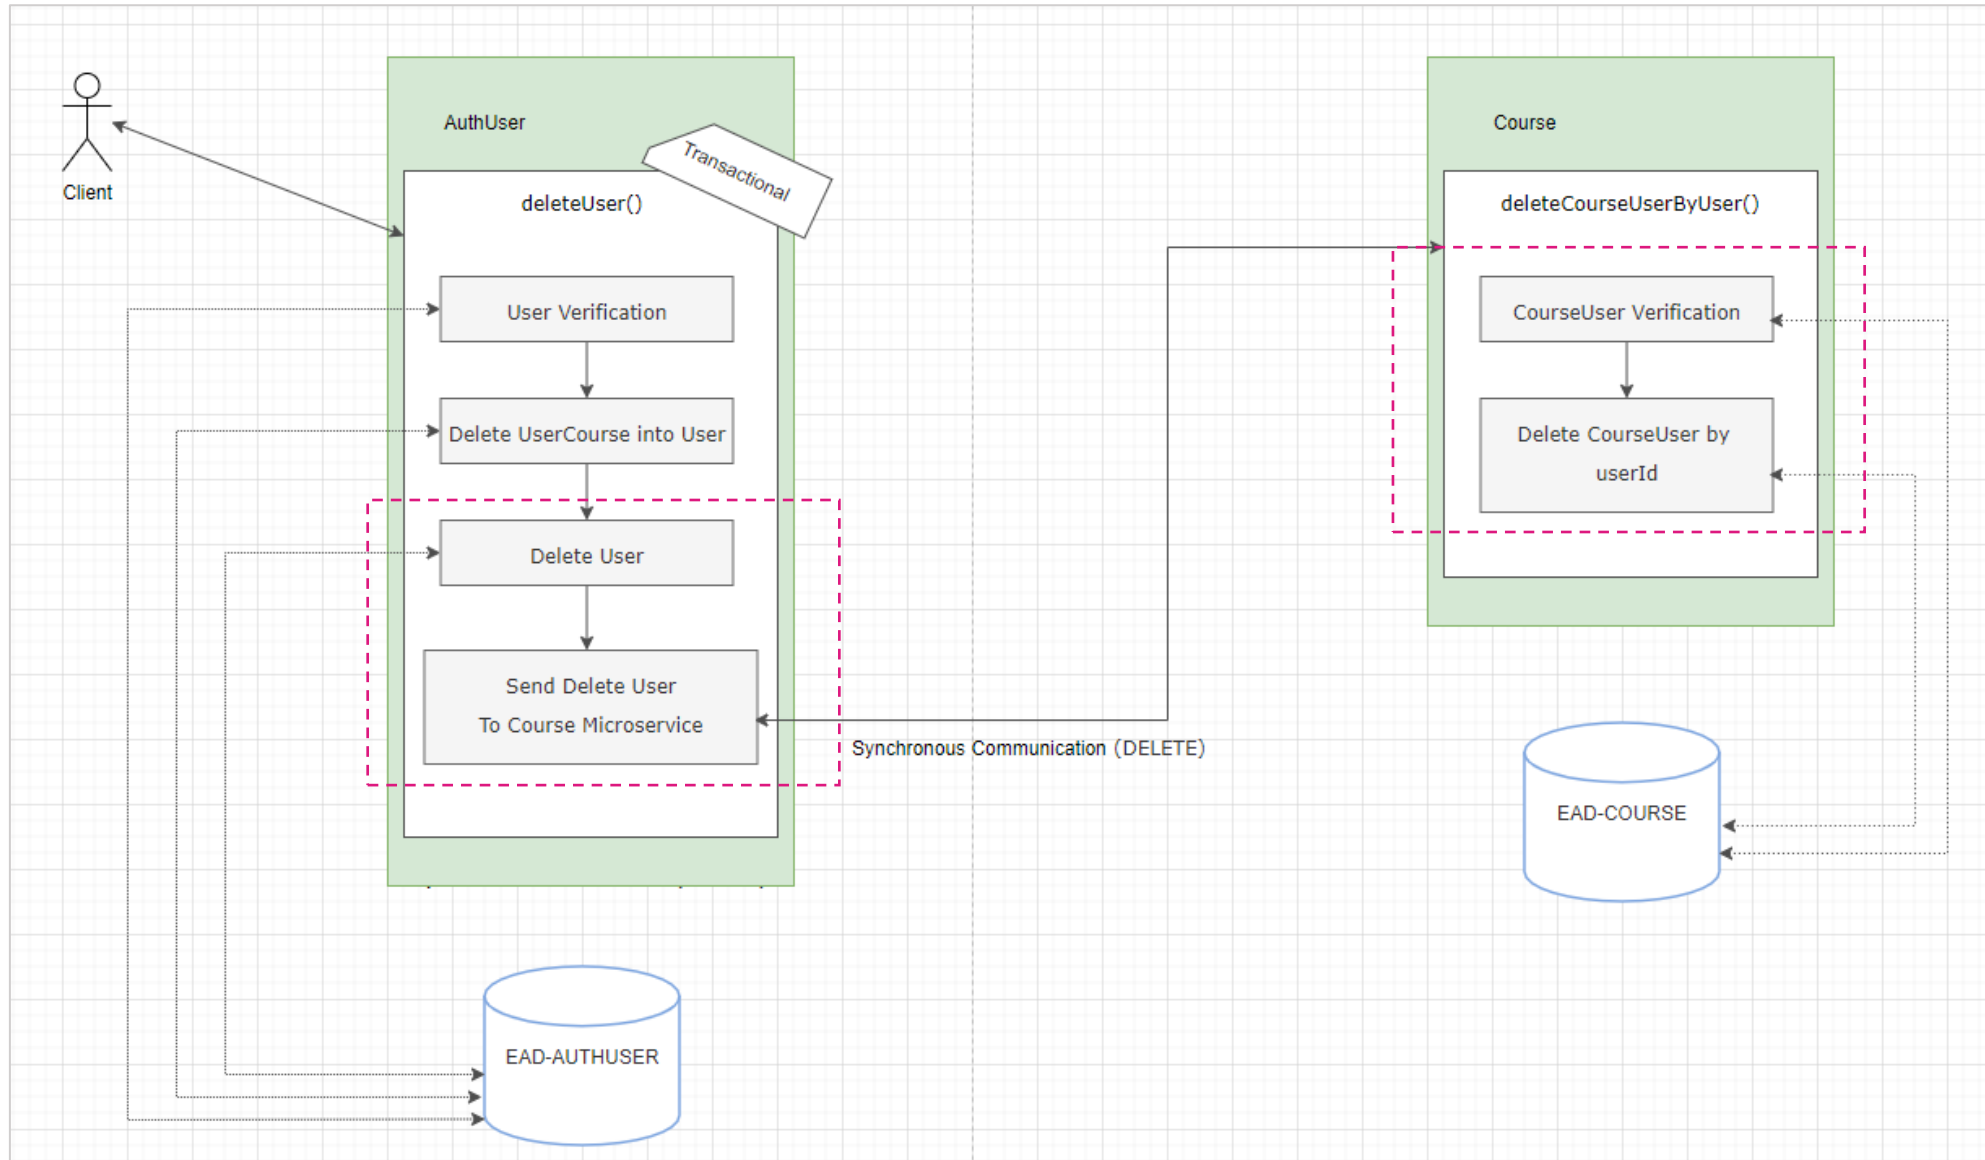 Client
AuthUser
Transactional
deleteUser()
User Verification
Delete UserCourse into User
Delete User
Send Delete User
To Course Microservice
Synchronous Communication (DELETE)
Course
deleteCourseUserByUser()
CourseUser Verification
Delete CourseUser by
userId
EAD-COURSE
EAD-AUTHUSER